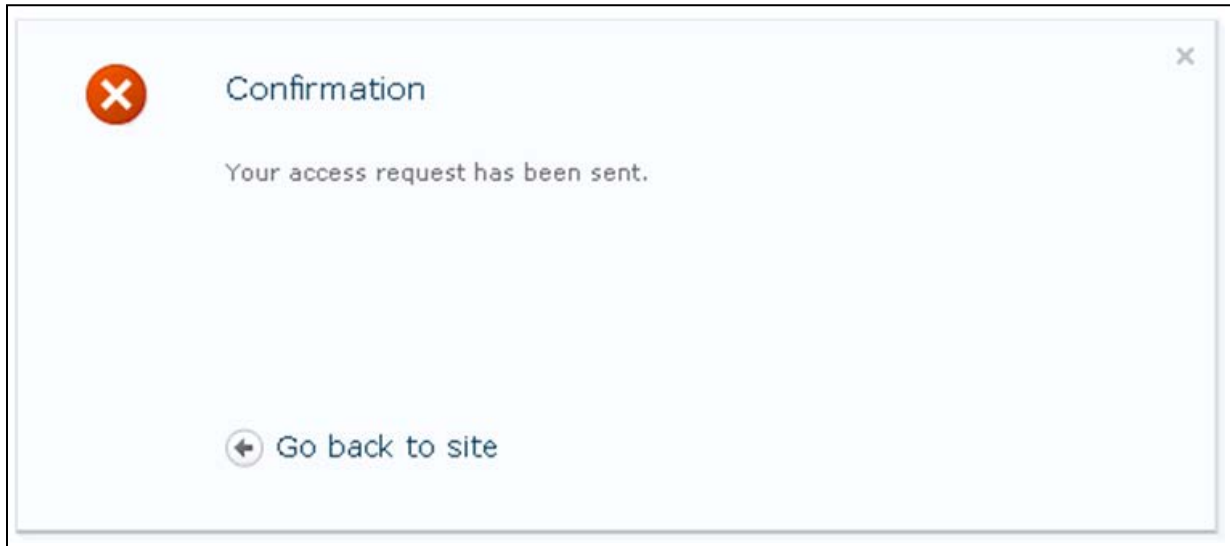 Confirmation
Your access request has been sent.
Go back to site